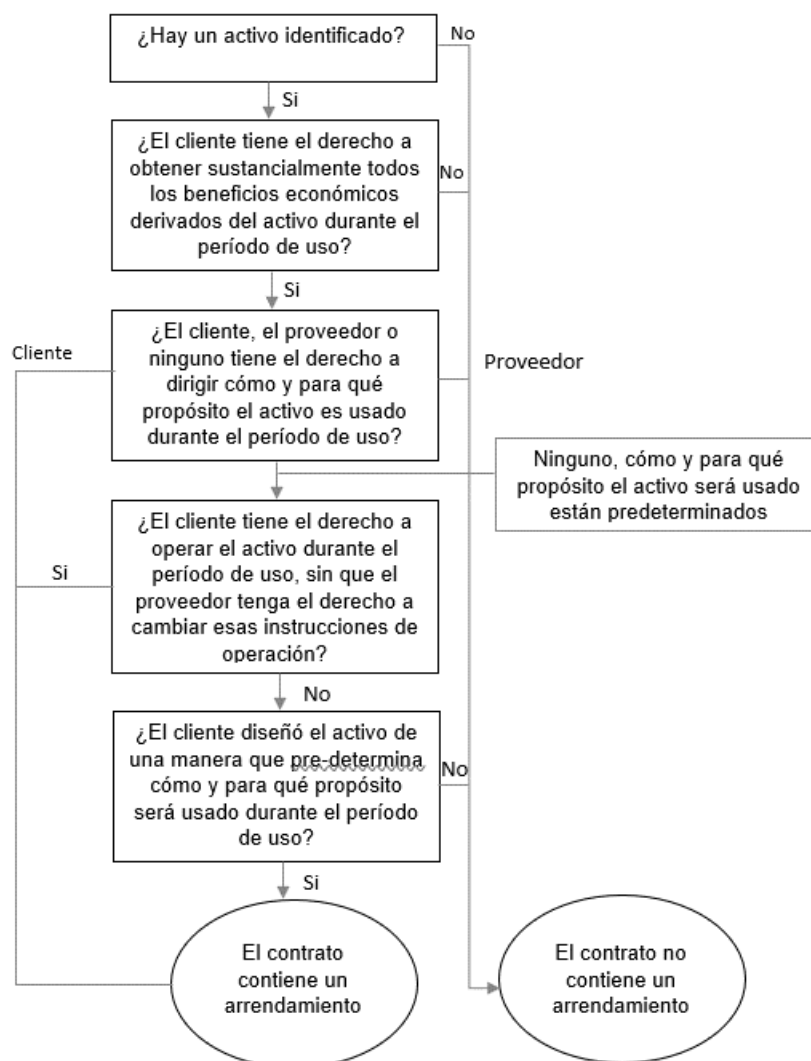 ¿Hay un activo identificado?
No
Si
¿El cliente tiene el derecho a
obtener sustancialmente todos
los beneficios económicos
derivados del activo durante el
período de uso?
No
Si
¿El cliente, el proveedor o
ninguno tiene el derecho a
dirigir cómo y para qué
propósito el activo es usado
durante el período de uso?
Cliente
Proveedor
Ninguno, cómo y para qué
propósito el activo será usado
están predeterminados
¿El cliente tiene el derecho a
operar el activo durante el
período de uso, sin que el
proveedor tenga el derecho a
cambiar esas instrucciones de
operación?
Si
No
¿El cliente diseñó el activo de
una manera que pre-determina
cómo y para qué propósito
será usado durante el período
de uso?
No
Si
El contrato
contiene un
arrendamiento
El contrato no
contiene un
arrendamiento